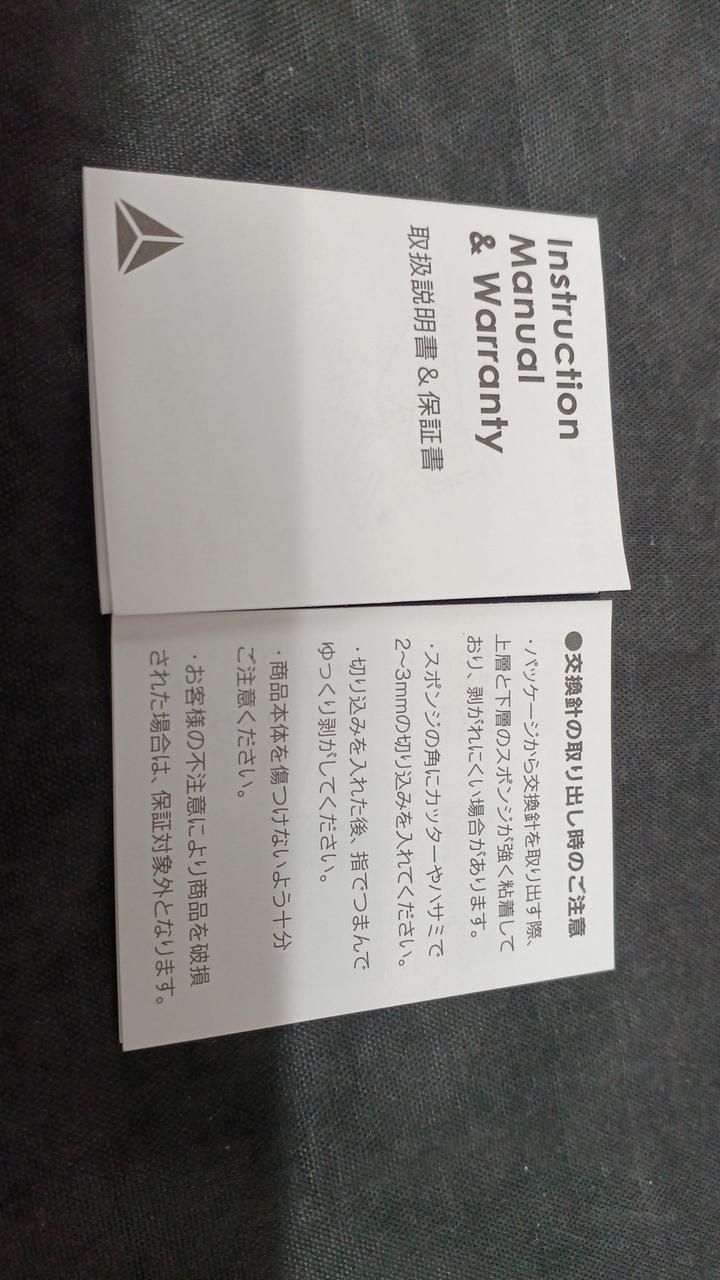 Instruction
Manual
& Warranty
取扱説明書&保証書
●交換針の取り出し時のご注意
・パッケージから交換針を取り出す際、
上層と下層のスポンジが強く粘着して
おり、剥がれにくい場合があります。
・スポンジの角にカッターやハサミで
2〜3mmの切り込みを入れてください。
・切り込みを入れた後、指でつまんで
ゆっくり剥がしてください。
・商品本体を傷つけないよう十分
ご注意ください。
・お客様の不注意により商品を破損
された場合は、保証対象外となります。